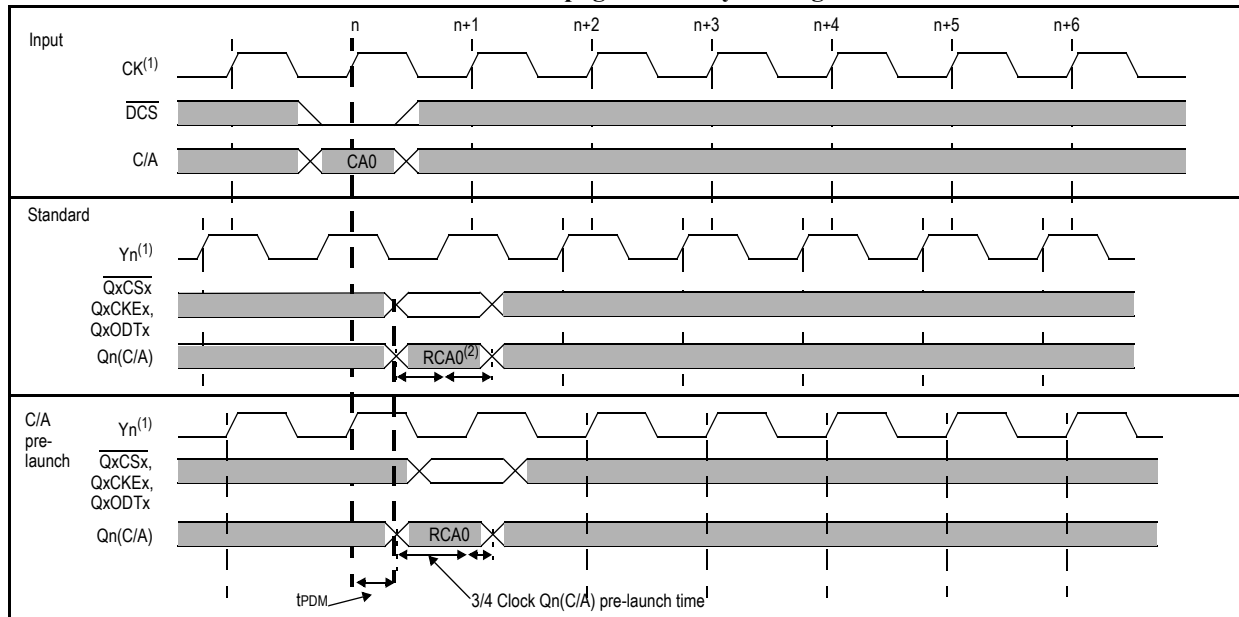 n n+1 n+2 n+3 n+4 n+5 n+6
Input
CK(1)
DCS
C/A
CA0
Standard
Yn(1)
QxCSx
QxCKEx,
QxODTx
Qn(C/A)
RCA0(2)
C/A
pre-
launch
Yn(1)
QxCSx,
QxCKEx,
QxODTx
Qn(C/A)
RCA0
tPDM
3/4 Clock Qn(C/A) pre-launch time